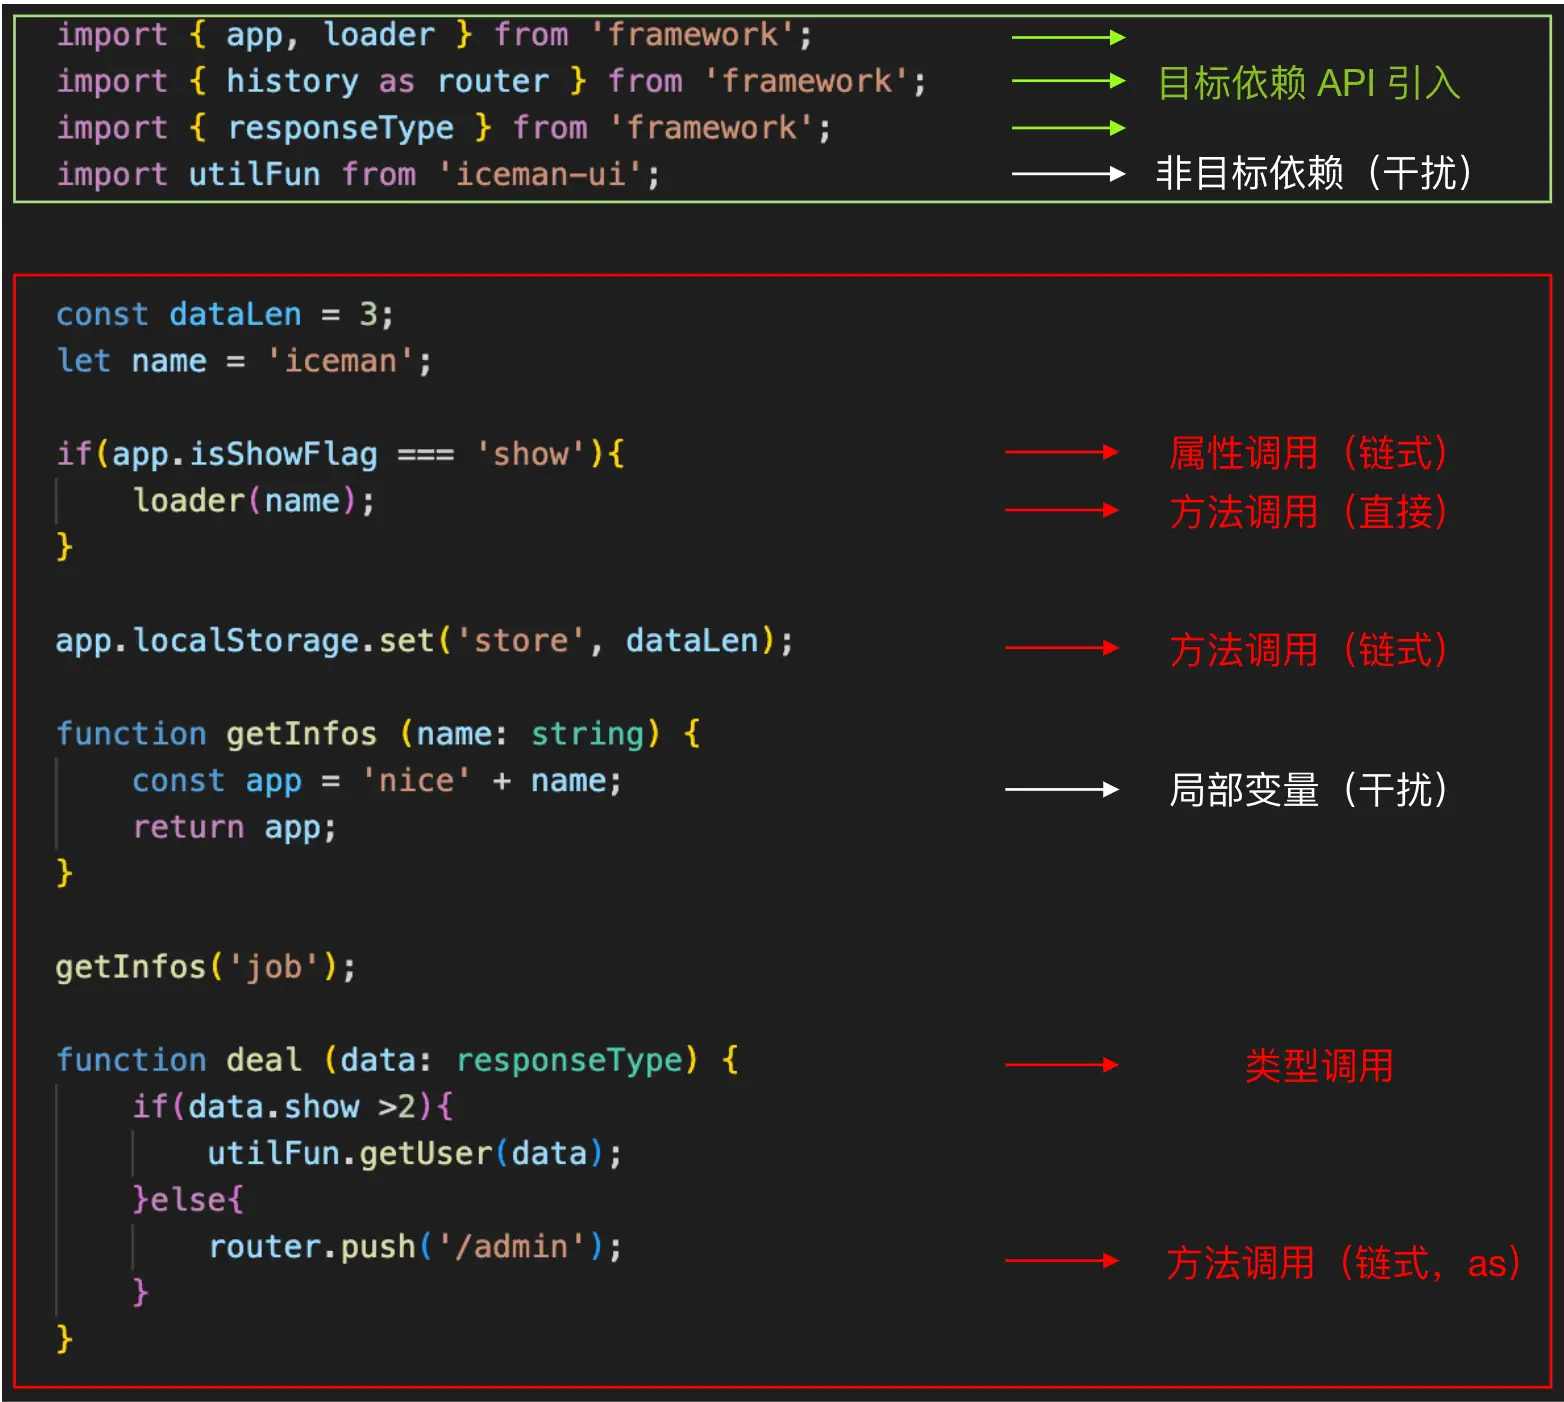 import { app, loader } from 'framework';
import { history as router } from 'framework'; 目标依赖 API 引入
import { responseType } from 'framework';
import utilFun from 'iceman-ui'; 非目标依赖（干扰）
const dataLen = 3;
let name = 'iceman';
if(app.isShowFlag === 'show'){ 属性调用（链式）
loader(name); 方法调用（直接）
}
app.localStorage.set('store', dataLen); 方法调用（链式）
function getInfos (name: string) {
const app = 'nice' + name; 局部变量（干扰）
return app;
}
getInfos('job');
function deal (data: responseType) { 类型调用
if(data.show >2){
utilFun.getUser(data);
}else{
router.push('/admin'); 方法调用（链式，as）
}
}